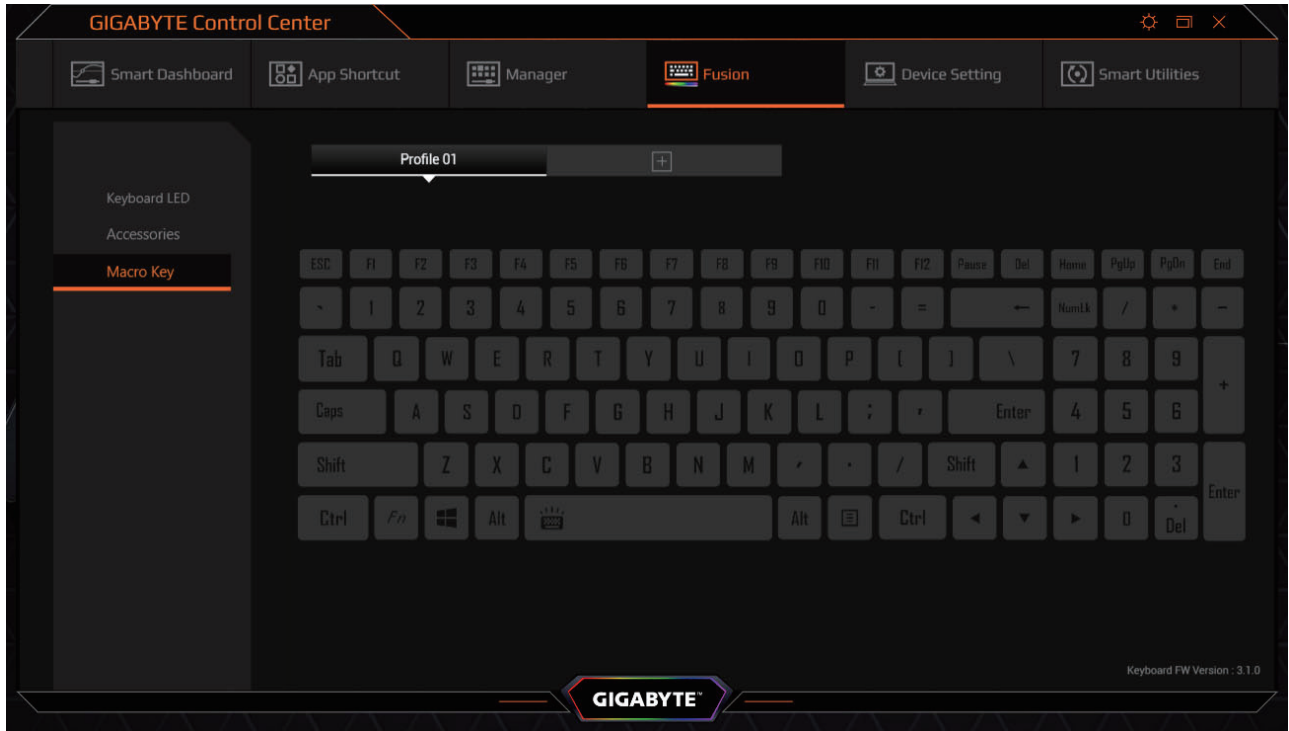 GIGABYTE Control Center
Smart Dashboard App Shortcut Manager Fusion Device Setting Smart Utilities
Profile 01
Keyboard LED
Accessories
Macro Key
ESC F1 F2 F3 F4 F5 F6 F7 F8 F9 F10 F11 F12 Pause Del Home PgUp PgDn End
~ 1 2 3 4 5 6 7 8 9 0 - = ← NumLk / * −
Tab Q W E R T Y U I O P [ ] \ 7 8 9 +
Caps A S D F G H J K L ; ' Enter 4 5 6
Shift Z X C V B N M , . / Shift ▲ 1 2 3 Enter
Ctrl Fn Alt Alt Ctrl ◄ ▼ ► 0 . Del
Keyboard FW Version : 3.1.0
GIGABYTE™